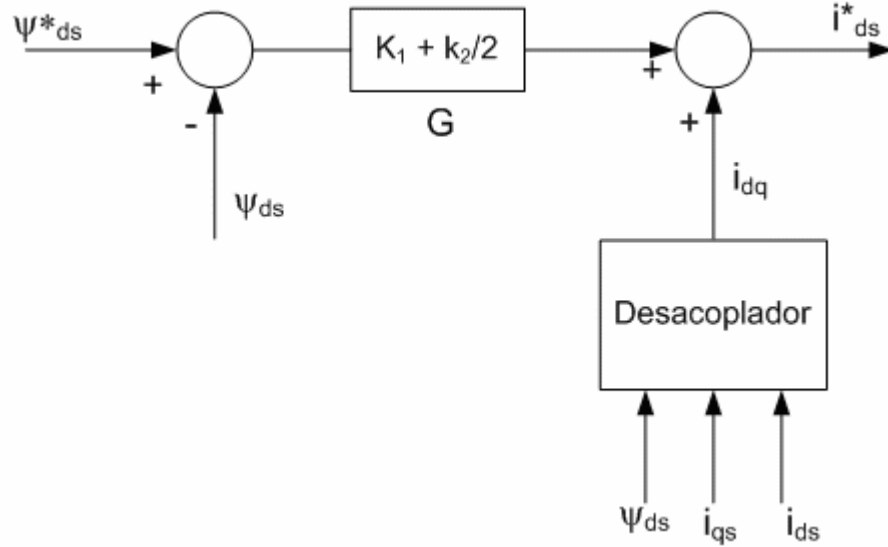 ψ*ds
i*ds
K₁ + k₂/2
+
+
-
G
+
ψds
idq
Desacoplador
ψds iqs ids